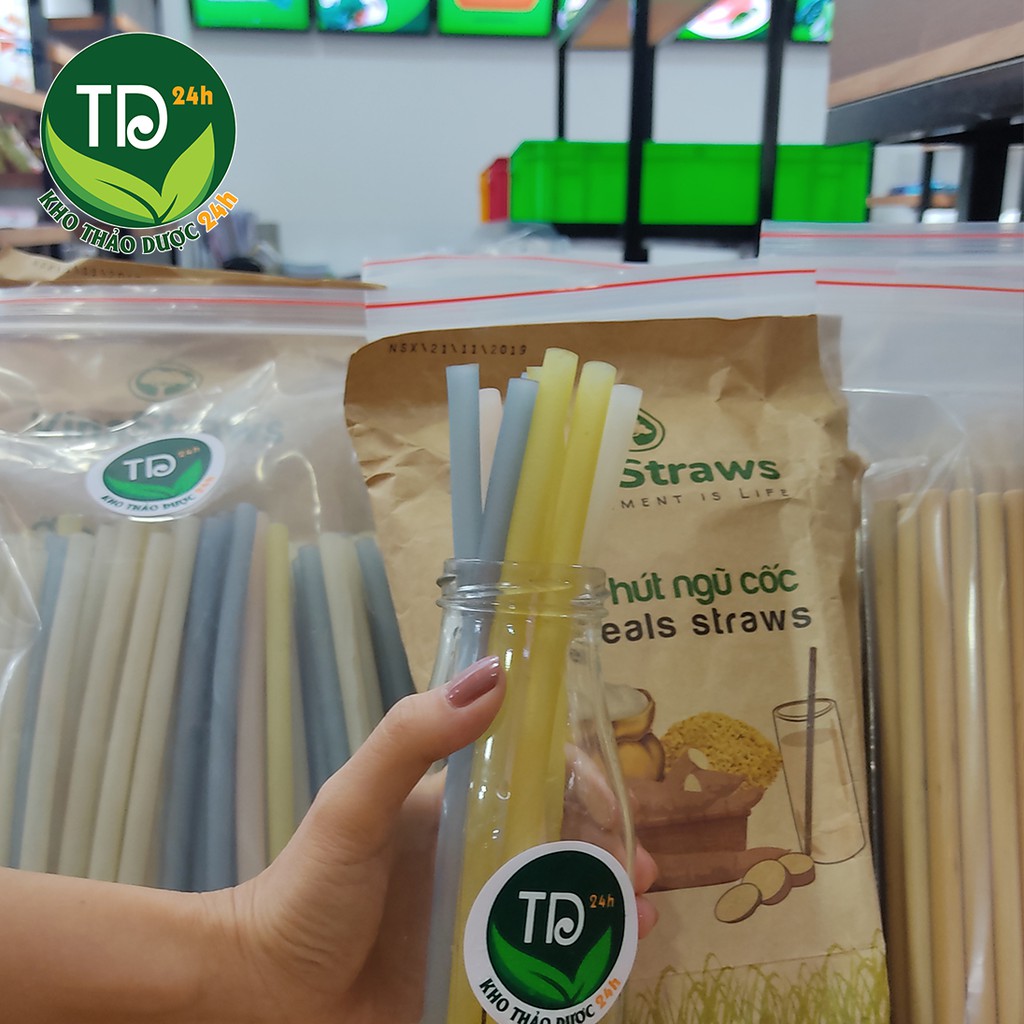 TD 24h
KHO THẢO DƯỢC 24h
NSX\21\11\2019
Straws
MENT IS LIFE
TD 24h
KHO THẢO DƯỢC 24h
hút ngũ cốc
eals straws
TD 24h
KHO THẢO DƯỢC 24h